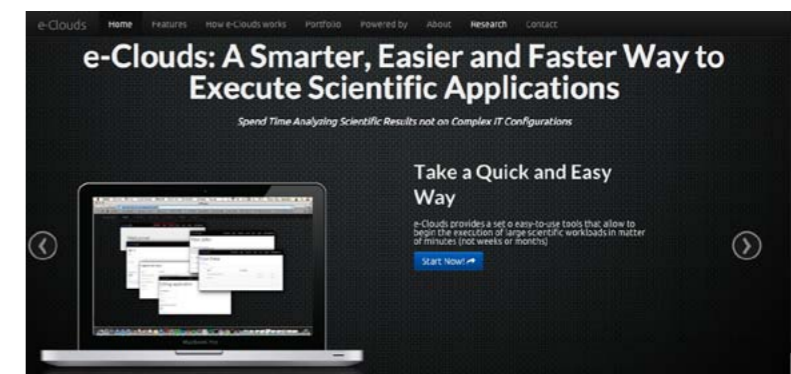 e-Clouds Home Features How e-Clouds works Portfolio Powered by About Research Contact
e-Clouds: A Smarter, Easier and Faster Way to
Execute Scientific Applications
Spend Time Analyzing Scientific Results not on Complex IT Configurations
Take a Quick and Easy
Way
e-Clouds provides a set o easy-to-use tools that allow to
begin the execution of large scientific workloads in matter
of minutes (not weeks or months)
Start Now!
MacBook Pro